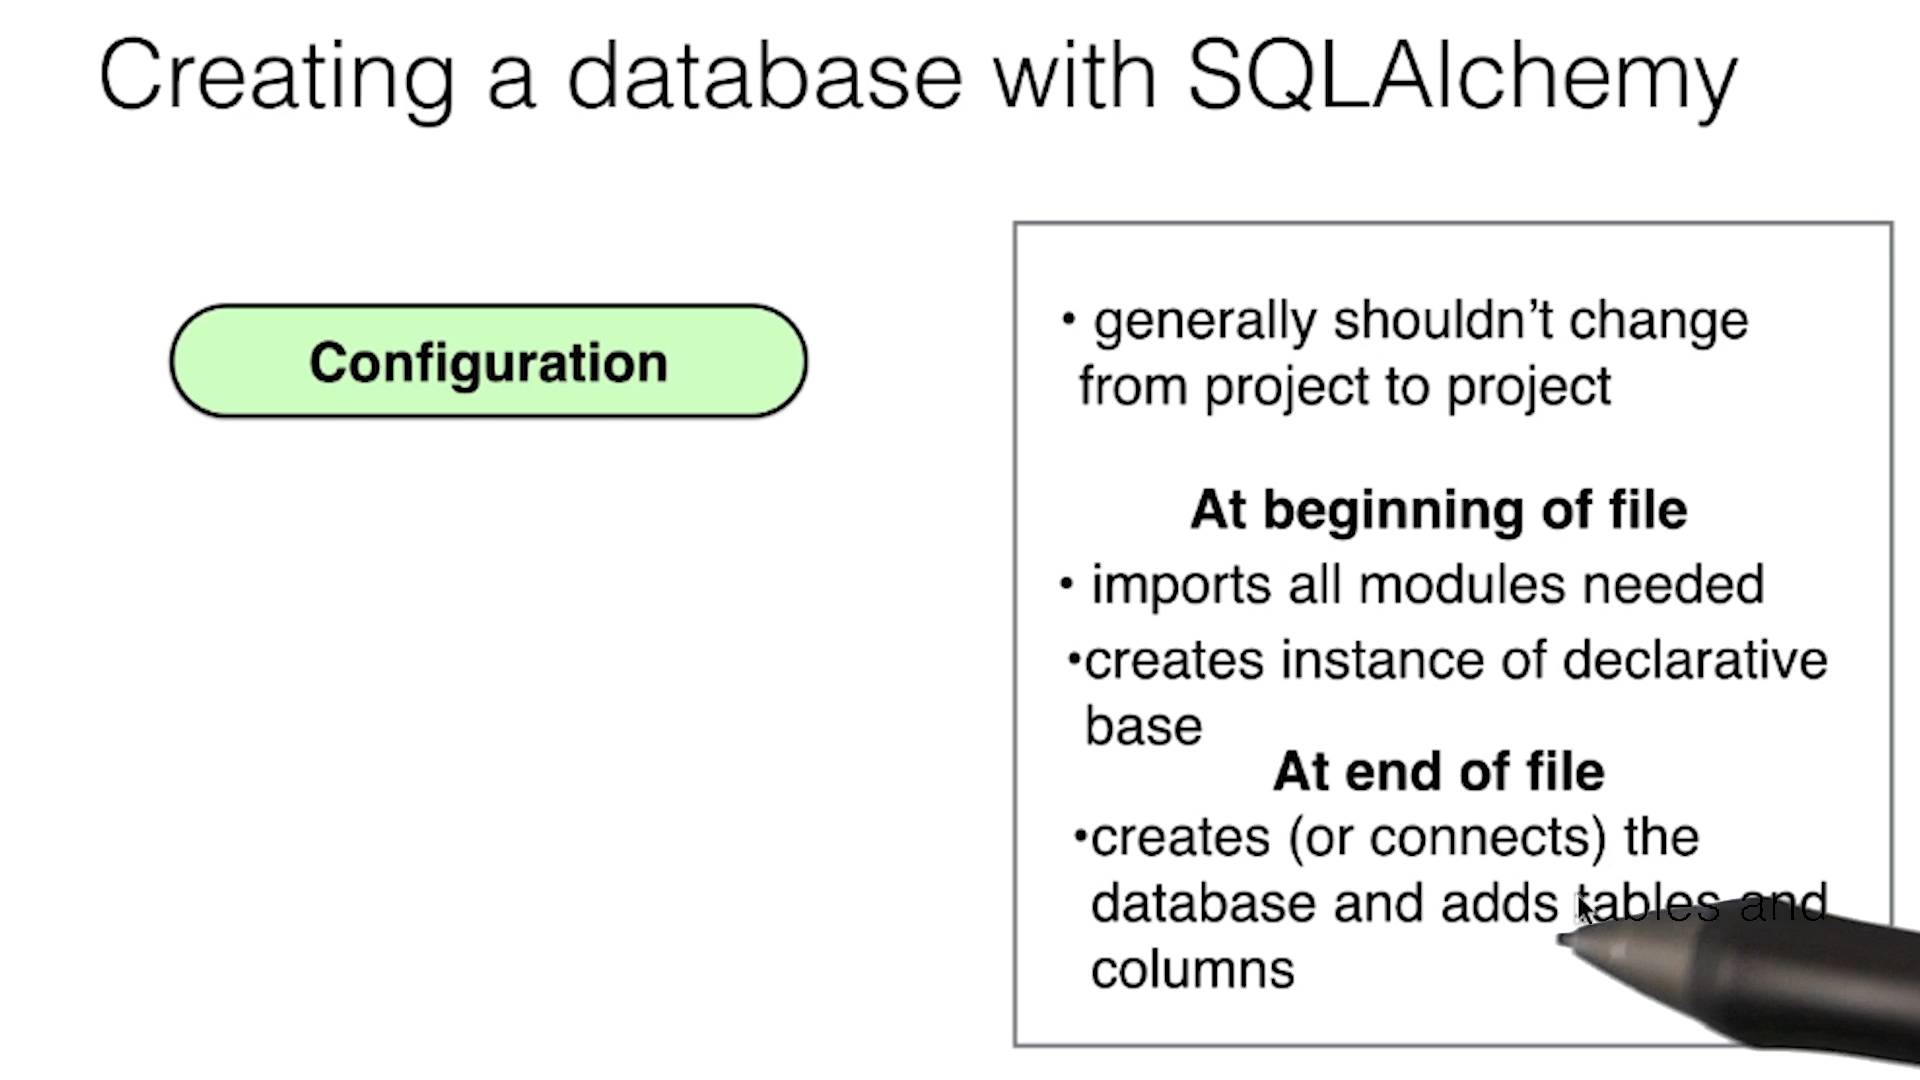 Creating a database with SQLAlchemy
Configuration
• generally shouldn’t change
from project to project
At beginning of file
• imports all modules needed
•creates instance of declarative
base
At end of file
•creates (or connects) the
database and adds tables and
columns